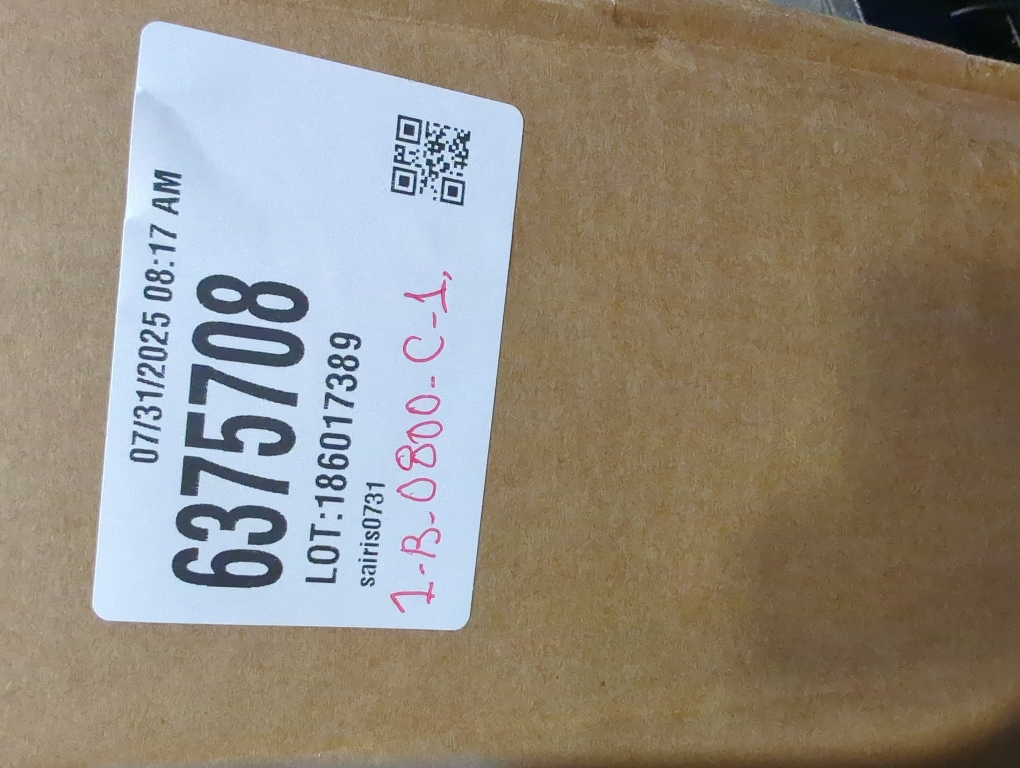 07/31/2025 08:17 AM
6375708
LOT:186017389
sairis0731
1-B-0800-C-1,